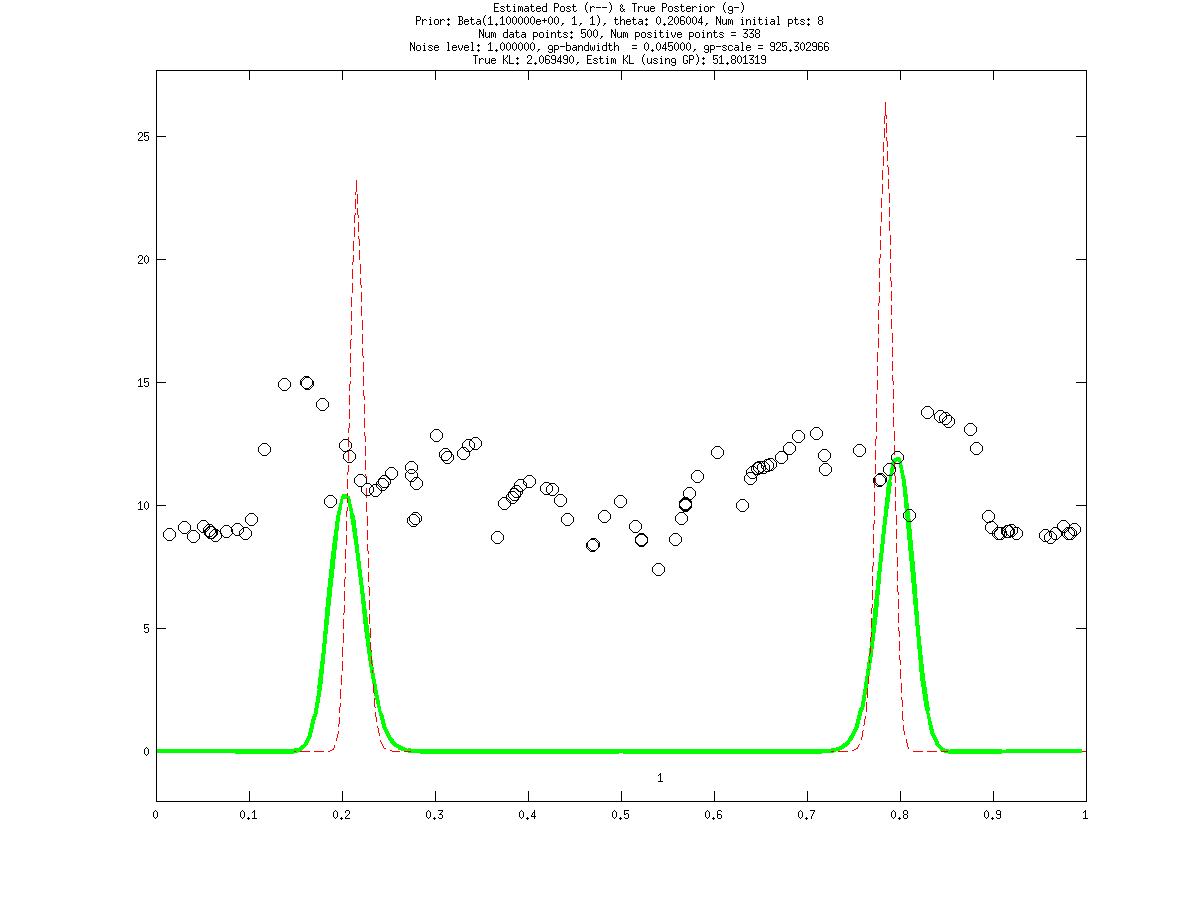 Estimated Post (r--) & True Posterior (g-)
Prior: Beta(1.100000e+00, 1, 1), theta: 0.206004, Num initial pts: 8
Num data points: 500, Num positive points = 338
Noise level: 1.000000, gp-bandwidth  = 0.045000, gp-scale = 925.302966
True KL: 2.069490, Estim KL (using GP): 51.801319
25
20
15
10
5
0
1
0 0.1 0.2 0.3 0.4 0.5 0.6 0.7 0.8 0.9 1